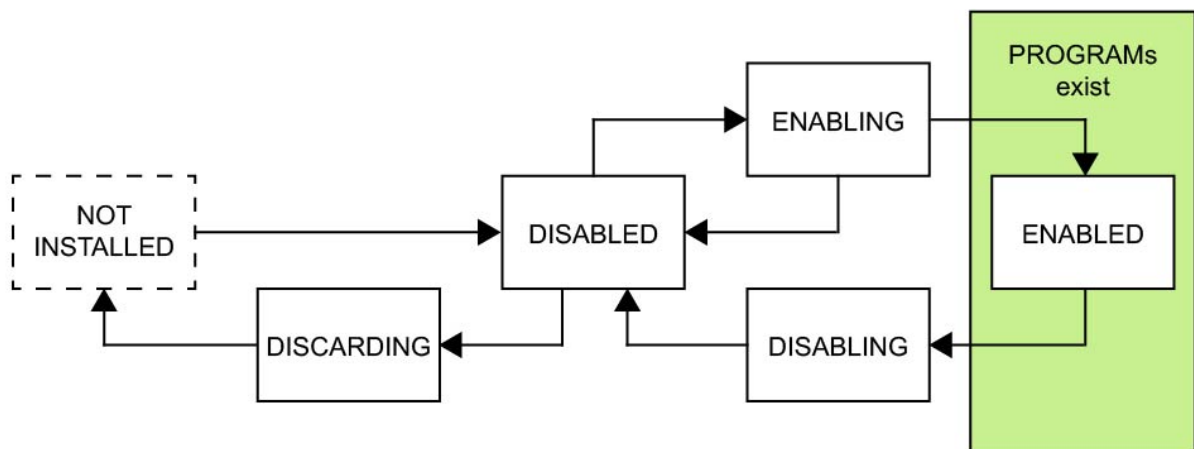 PROGRAMs
exist
ENABLING
NOT
INSTALLED
DISABLED
ENABLED
DISCARDING
DISABLING